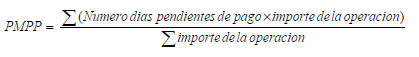 PMPP = ∑(Numero dias pendientes de pago×importe de la operacion)
∑ importe de la operacion